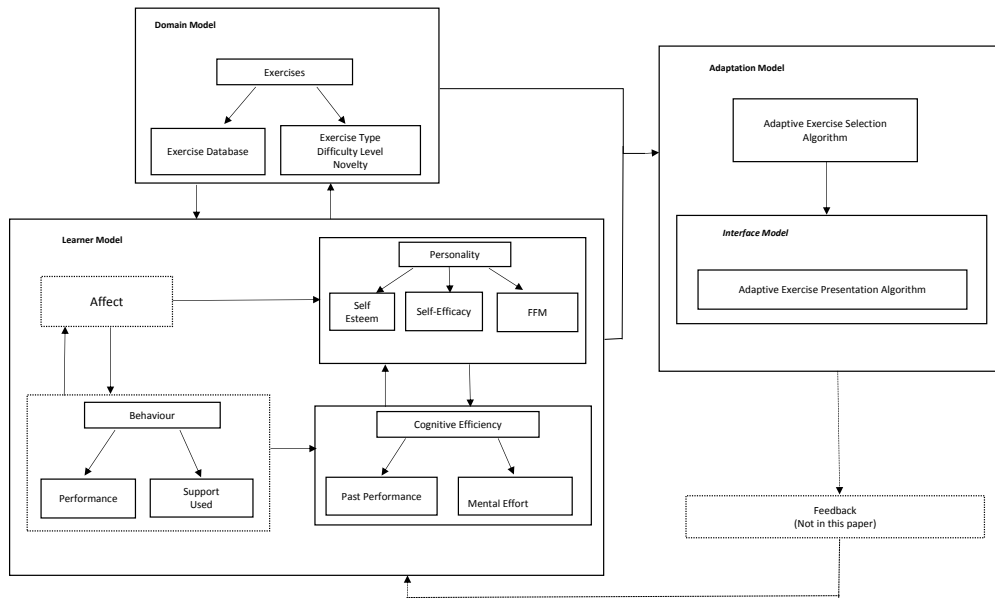 Domain Model
Exercises
Exercise Database
Exercise Type
Difficulty Level
Novelty
Learner Model
Personality
Self
Esteem
Self-Efficacy
FFM
Affect
Behaviour
Performance
Support
Used
Cognitive Efficiency
Past Performance
Mental Effort
Adaptation Model
Adaptive Exercise Selection
Algorithm
Interface Model
Adaptive Exercise Presentation Algorithm
Feedback
(Not in this paper)